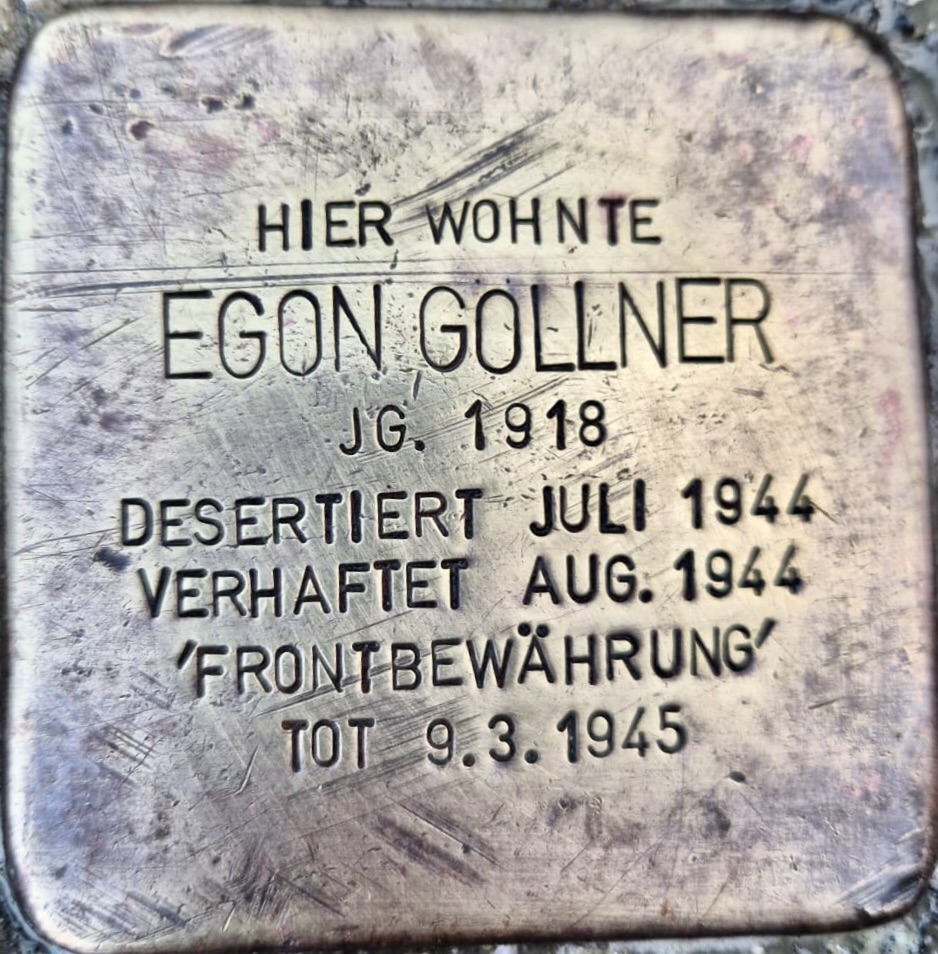 HIER WOHNTE
EGON GOLLNER
JG. 1918
DESERTIERT JULI 1944
VERHAFTET AUG. 1944
'FRONTBEWÄHRUNG'
TOT 9.3.1945